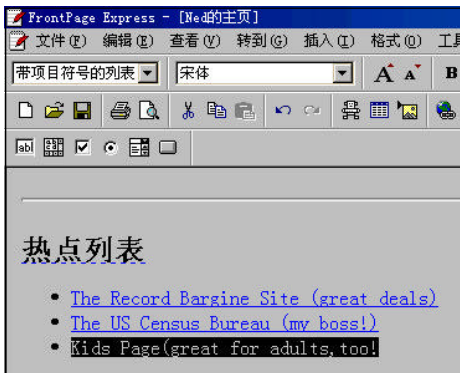 FrontPage Express - [Ned的主页]
文件(F) 编辑(E) 查看(V) 转到(G) 插入(I) 格式(O) 工具
带项目符号的列表 宋体 A A B
abl
热点列表
The Record Bargine Site (great deals)
The US Census Bureau (my boss!)
Kids Page(great for adults,too!